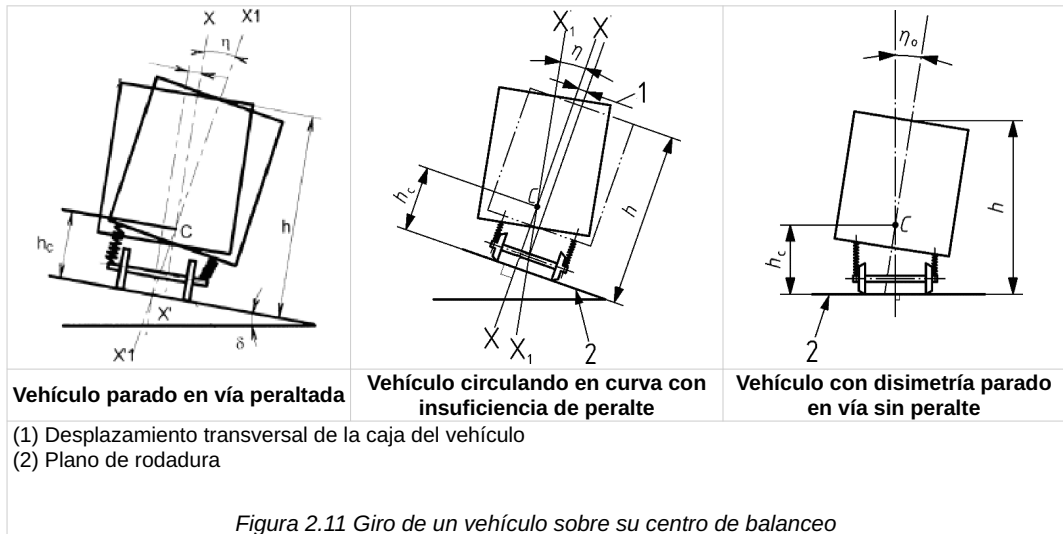 X X1
η
h
hc
C
X'
X'1
δ
X1 X
η
1
C
hc
h
X
X1
2
ηo
C
hc
h
2
Vehículo parado en vía peraltada
Vehículo circulando en curva con
insuficiencia de peralte
Vehículo con disimetría parado
en vía sin peralte
(1) Desplazamiento transversal de la caja del vehículo
(2) Plano de rodadura
Figura 2.11 Giro de un vehículo sobre su centro de balanceo